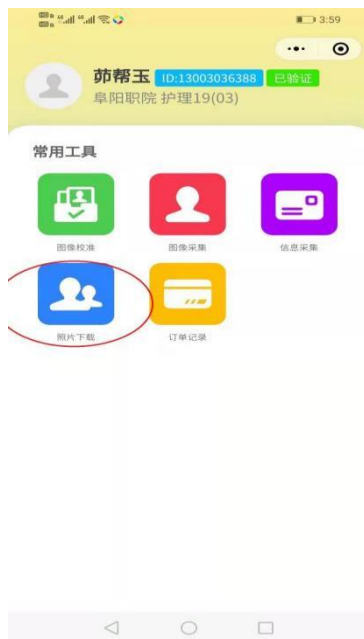 3:59
茆帮玉 ID:13003036388 已验证
阜阳职院 护理19(03)
常用工具
图像校准 图像采集 信息采集
照片下载 订单记录